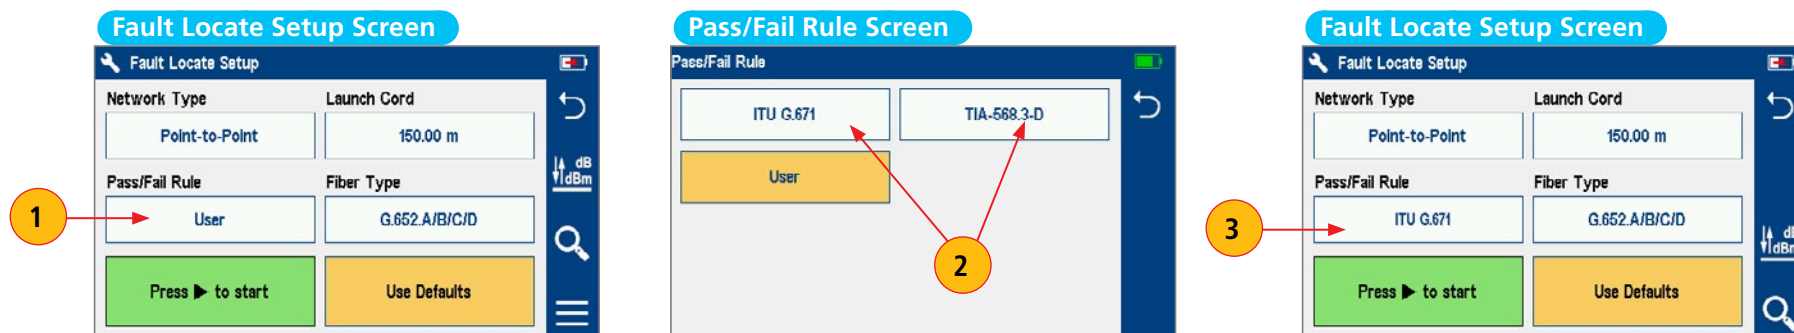 Fault Locate Setup Screen
Fault Locate Setup
Network Type
Launch Cord
Point-to-Point
150.00 m
dB
dBm
Pass/Fail Rule
Fiber Type
1
User
G.652.A/B/C/D
Press ▶ to start
Use Defaults
Pass/Fail Rule Screen
Pass/Fail Rule
ITU G.671
TIA-568.3-D
User
2
Fault Locate Setup Screen
Fault Locate Setup
Network Type
Launch Cord
Point-to-Point
150.00 m
Pass/Fail Rule
Fiber Type
3
ITU G.671
G.652.A/B/C/D
dB
dBm
Press ▶ to start
Use Defaults